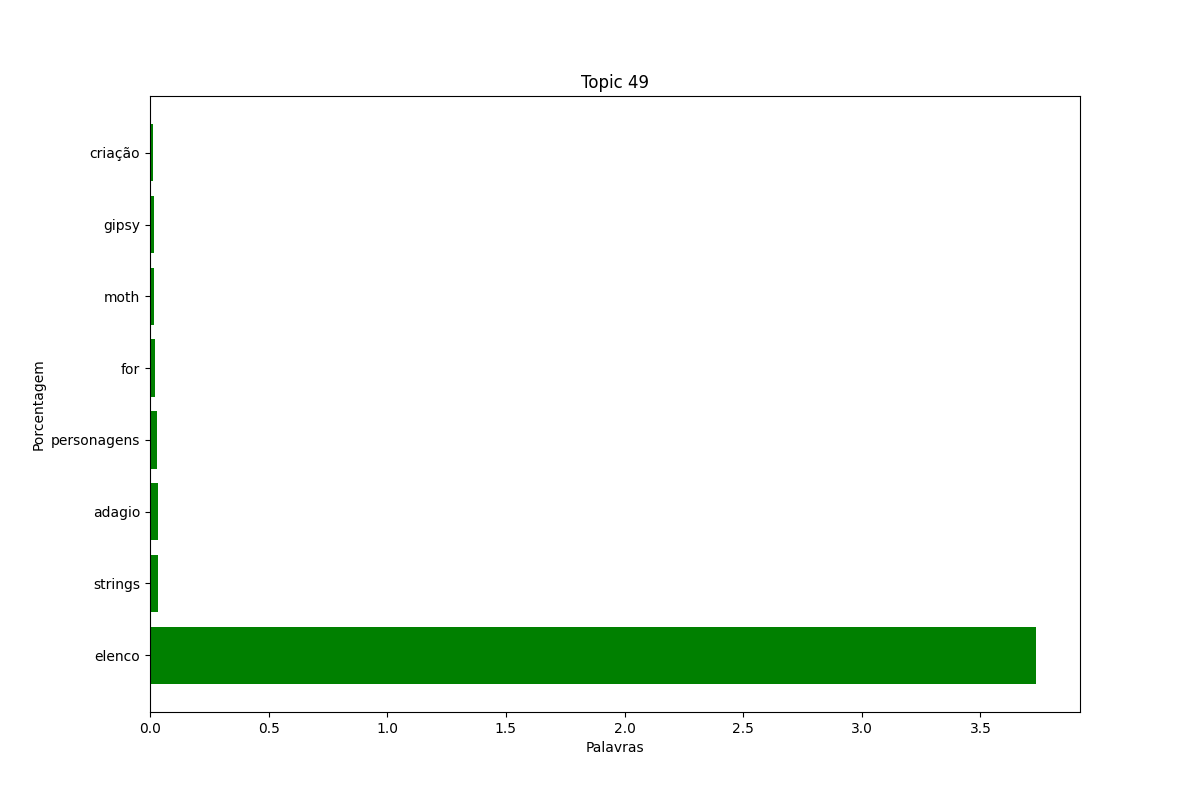 Topic 49
criação
gipsy
moth
for
personagens
adagio
strings
elenco
Porcentagem
0.0 0.5 1.0 1.5 2.0 2.5 3.0 3.5
Palavras